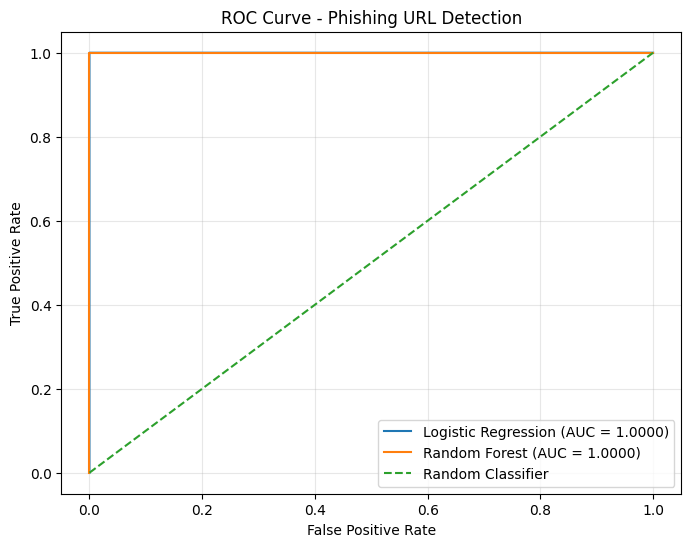 ROC Curve - Phishing URL Detection
True Positive Rate
1.0
0.8
0.6
0.4
0.2
0.0
Logistic Regression (AUC = 1.0000)
Random Forest (AUC = 1.0000)
Random Classifier
0.0 0.2 0.4 0.6 0.8 1.0
False Positive Rate